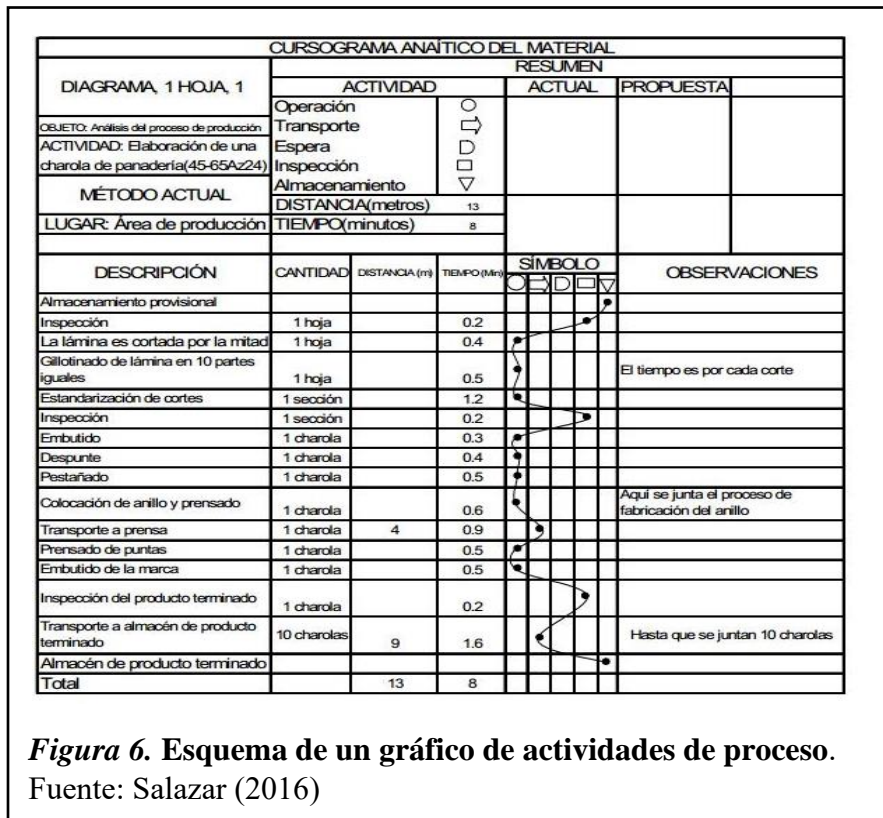 CURSOGRAMA ANAÍTICO DEL MATERIAL
DIAGRAMA, 1 HOJA, 1
RESUMEN
ACTIVIDAD ACTUAL PROPUESTA
OBJETO: Análisis del proceso de producción
ACTIVIDAD: Elaboración de una
charola de panadería(45-65Az24)
MÉTODO ACTUAL
LUGAR: Área de producción
Operación
Transporte
Espera
Inspección
Almacenamiento
DISTANCIA(metros) 13
TIEMPO(minutos) 8
DESCRIPCIÓN CANTIDAD DISTANCIA (m) TIEMPO (Min) SÍMBOLO OBSERVACIONES
Almacenamiento provisional
Inspección 1 hoja 0.2
La lámina es cortada por la mitad 1 hoja 0.4
Gillotinado de lámina en 10 partes
iguales 1 hoja 0.5 El tiempo es por cada corte
Estandarización de cortes 1 sección 1.2
Inspección 1 sección 0.2
Embutido 1 charola 0.3
Despunte 1 charola 0.4
Pestañado 1 charola 0.5
Colocación de anillo y prensado 1 charola 0.6 Aquí se junta el proceso de
fabricación del anillo
Transporte a prensa 1 charola 4 0.9
Prensado de puntas 1 charola 0.5
Embutido de la marca 1 charola 0.5
Inspección del producto terminado 1 charola 0.2
Transporte a almacén de producto
terminado 10 charolas 9 1.6 Hasta que se juntan 10 charolas
Almacén de producto terminado
Total 13 8
Figura 6. Esquema de un gráfico de actividades de proceso.
Fuente: Salazar (2016)